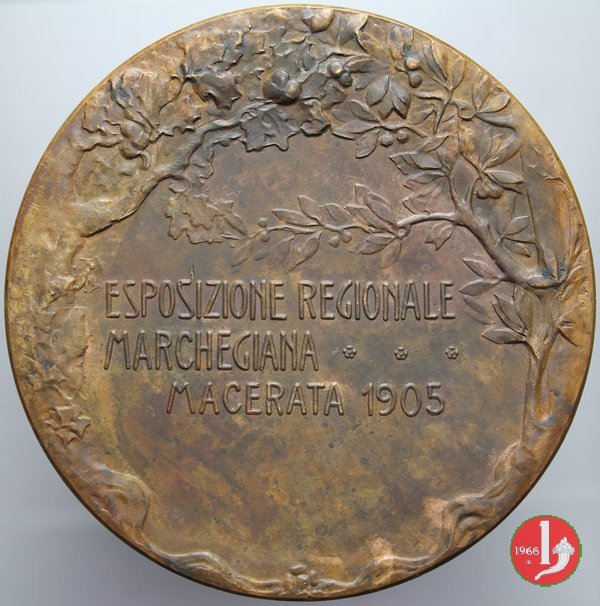 ESPOSIZIONE REGIONALE
MARCHEGIANA
MACERATA 1905
1966
R